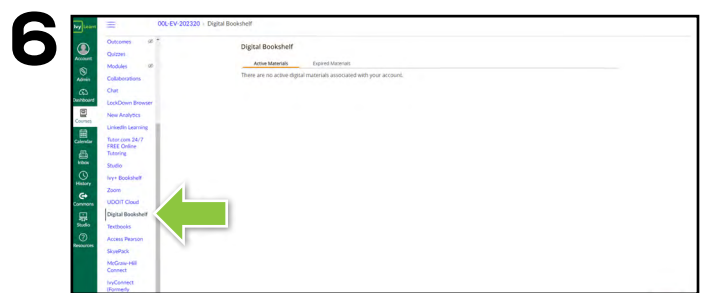 6
IvyLearn
00L-EV-202320 › Digital Bookshelf
Account
Admin
Dashboard
Courses
Calendar
Inbox
History
Commons
Studio
Resources
Outcomes
Quizzes
Modules
Collaborations
Chat
LockDown Browser
New Analytics
LinkedIn Learning
Tutor.com 24/7
FREE Online
Tutoring
Studio
Ivy+ Bookshelf
Zoom
UDOIT Cloud
Digital Bookshelf
Textbooks
Access Pearson
SkyePack
McGraw-Hill
Connect
IvyConnect
(Formerly
Digital Bookshelf
Active Materials Expired Materials
There are no active digital materials associated with your account.